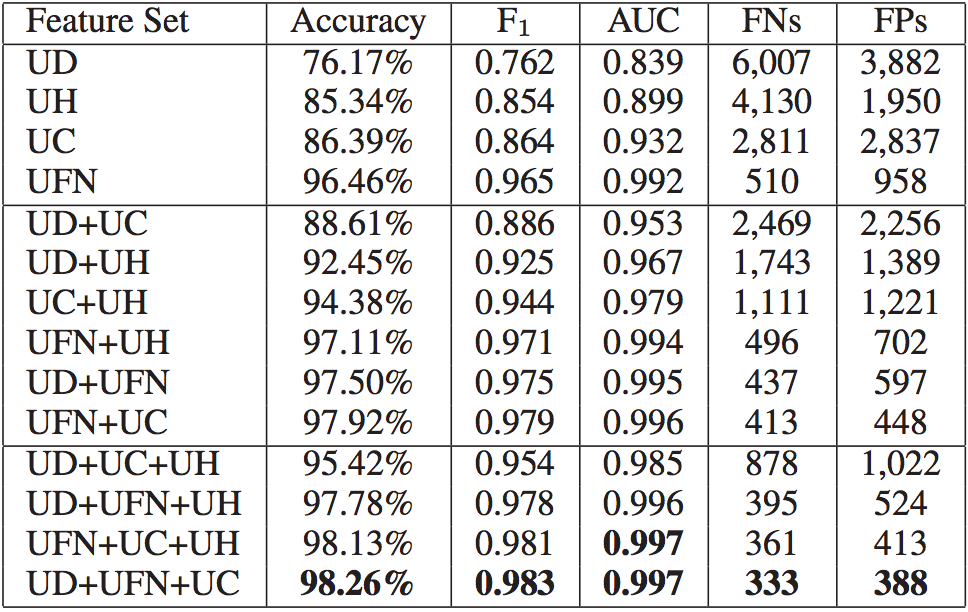 Feature Set Accuracy F1 AUC FNs FPs
UD 76.17% 0.762 0.839 6,007 3,882
UH 85.34% 0.854 0.899 4,130 1,950
UC 86.39% 0.864 0.932 2,811 2,837
UFN 96.46% 0.965 0.992 510 958
UD+UC 88.61% 0.886 0.953 2,469 2,256
UD+UH 92.45% 0.925 0.967 1,743 1,389
UC+UH 94.38% 0.944 0.979 1,111 1,221
UFN+UH 97.11% 0.971 0.994 496 702
UD+UFN 97.50% 0.975 0.995 437 597
UFN+UC 97.92% 0.979 0.996 413 448
UD+UC+UH 95.42% 0.954 0.985 878 1,022
UD+UFN+UH 97.78% 0.978 0.996 395 524
UFN+UC+UH 98.13% 0.981 0.997 361 413
UD+UFN+UC 98.26% 0.983 0.997 333 388